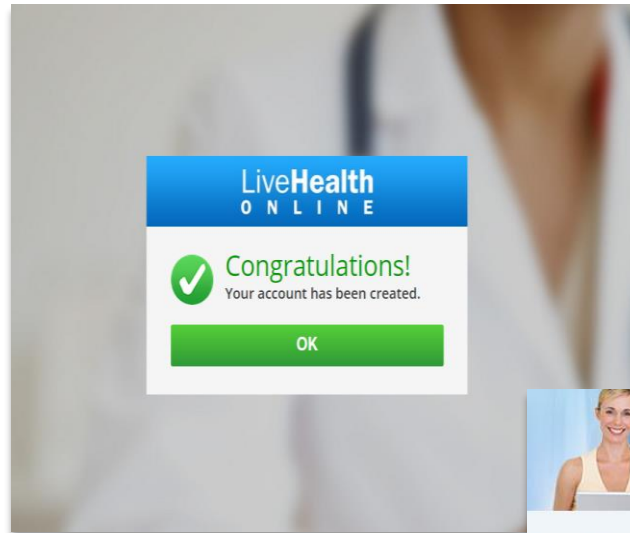 LiveHealth
ONLINE
Congratulations!
Your account has been created.
OK